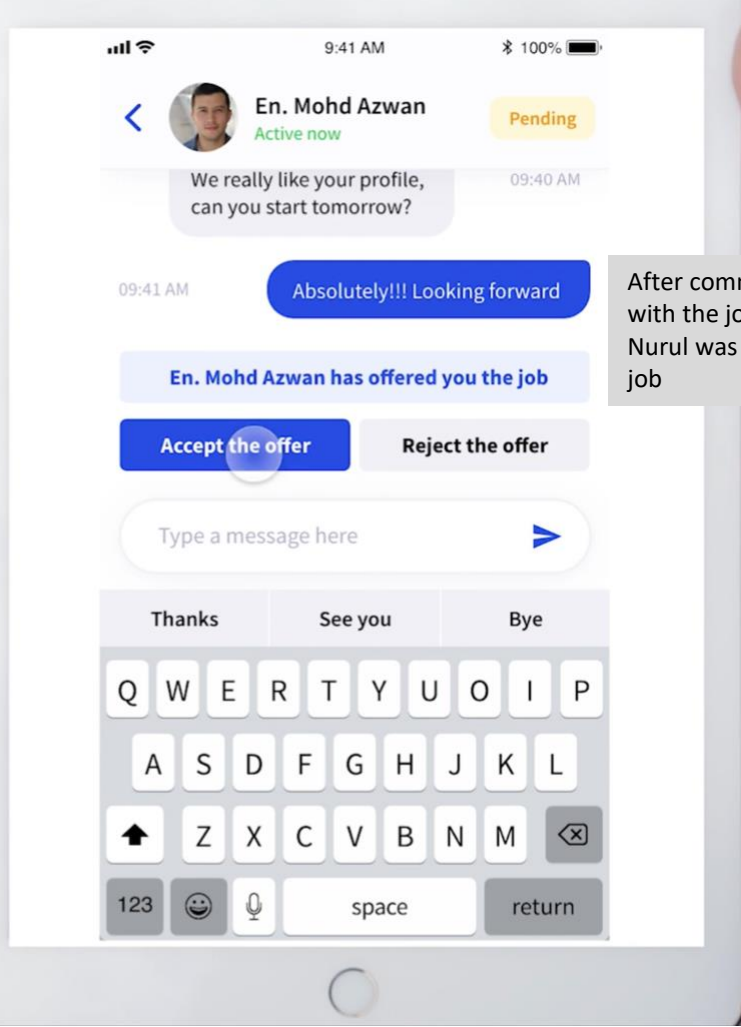 9:41 AM
100%
En. Mohd Azwan
Active now
Pending
We really like your profile,
can you start tomorrow?
09:40 AM
09:41 AM
Absolutely!!! Looking forward
After
with the
Nurul was
job
En. Mohd Azwan has offered you the job
Accept the offer
Reject the offer
Type a message here
Thanks
See you
Bye
Q W E R T Y U O I P
A S D F G H J K L
Z X C V B N M
123
space
return